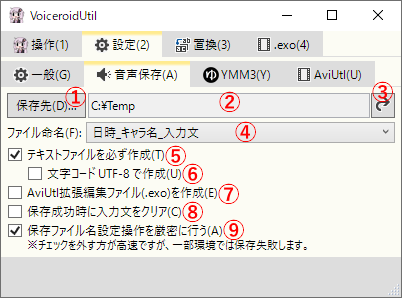 VoiceroidUtil
操作(1) 設定(2) 置換(3) .exo(4)
一般(G) 音声保存(A) ゆ YMM3(Y) AviUtl(U)
保存先(D)... ① C:¥Temp ② ③
ファイル命名(F): 日時_キャラ名_入力文 ④
テキストファイルを必ず作成(T) ⑤
文字コード UTF-8 で作成(U) ⑥
AviUtl拡張編集ファイル(.exo)を作成(E) ⑦
保存成功時に入力文をクリア(C) ⑧
保存ファイル名設定操作を厳密に行う(A) ⑨
※チェックを外す方が高速ですが、一部環境では保存失敗します。